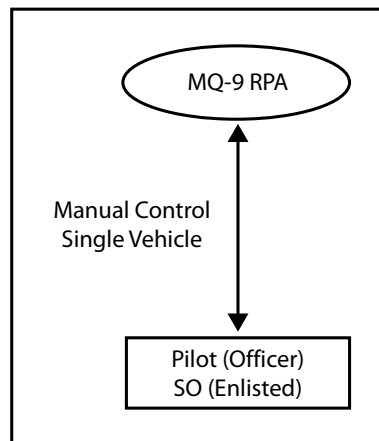 MQ-9 RPA
Manual Control
Single Vehicle
Pilot (Officer)
SO (Enlisted)